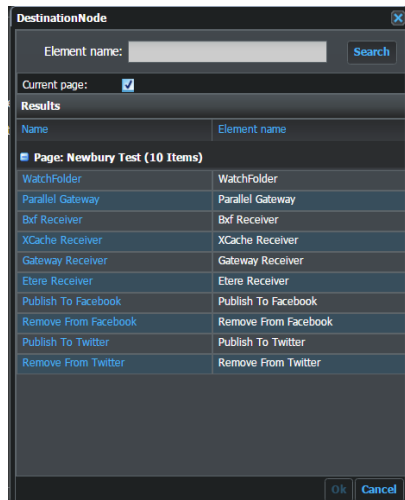 DestinationNode
Element name: Search
Current page:
Results
Name Element name
Page: Newbury Test (10 Items)
WatchFolder WatchFolder
Parallel Gateway Parallel Gateway
Bxf Receiver Bxf Receiver
XCache Receiver XCache Receiver
Gateway Receiver Gateway Receiver
Etere Receiver Etere Receiver
Publish To Facebook Publish To Facebook
Remove From Facebook Remove From Facebook
Publish To Twitter Publish To Twitter
Remove From Twitter Remove From Twitter
Ok Cancel